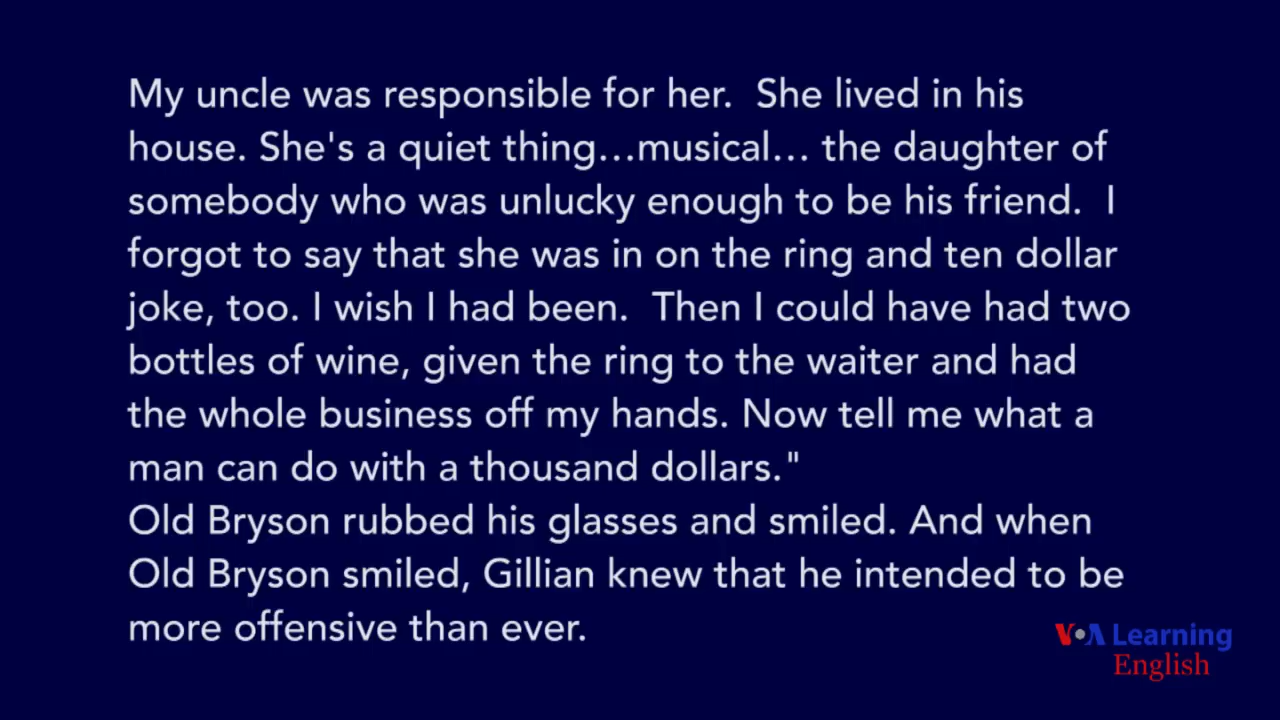 My uncle was responsible for her.  She lived in his
house. She's a quiet thing…musical… the daughter of
somebody who was unlucky enough to be his friend.  I
forgot to say that she was in on the ring and ten dollar
joke, too. I wish I had been.  Then I could have had two
bottles of wine, given the ring to the waiter and had
the whole business off my hands. Now tell me what a
man can do with a thousand dollars."
Old Bryson rubbed his glasses and smiled. And when
Old Bryson smiled, Gillian knew that he intended to be
more offensive than ever.
VOA Learning
English